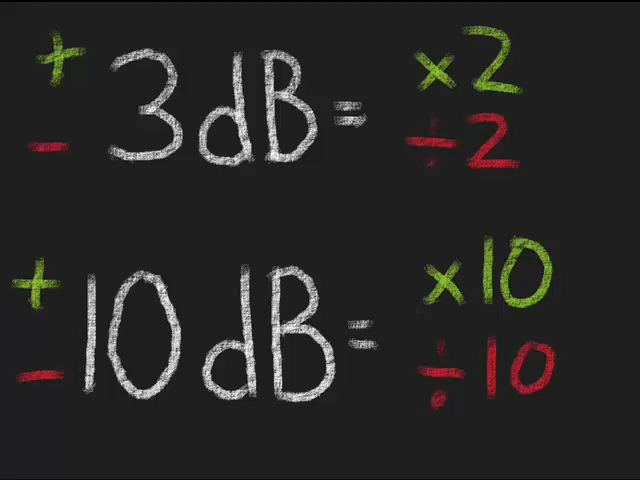 + 3dB= ×2
- ÷2
+ 10dB= ×10
- ÷10